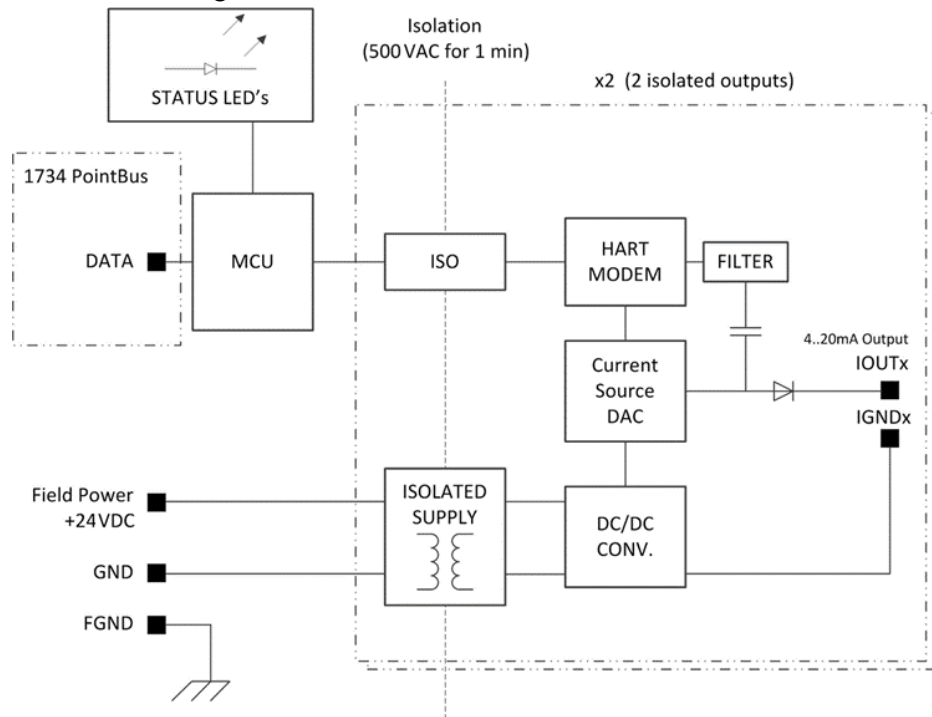 Isolation
(500 VAC for 1 min)
x2 (2 isolated outputs)
STATUS LED's
1734 PointBus
DATA
MCU
ISO
HART
MODEM
FILTER
4..20mA Output
IOUTx
IGNDx
Current
Source
DAC
Field Power
+24VDC
ISOLATED
SUPPLY
DC/DC
CONV.
GND
FGND